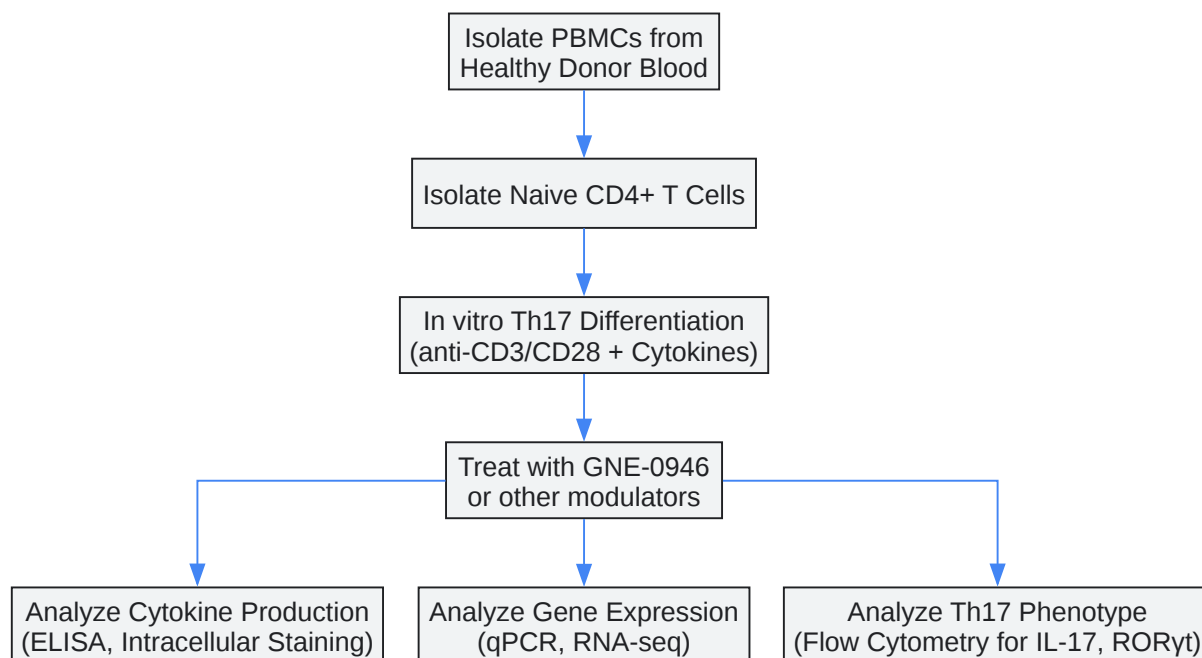 Isolate PBMCs from
Healthy Donor Blood
Isolate Naive CD4+ T Cells
In vitro Th17 Differentiation
(anti-CD3/CD28 + Cytokines)
Treat with GNE-0946
or other modulators
Analyze Cytokine Production
(ELISA, Intracellular Staining)
Analyze Gene Expression
(qPCR, RNA-seq)
Analyze Th17 Phenotype
(Flow Cytometry for IL-17, RORγt)